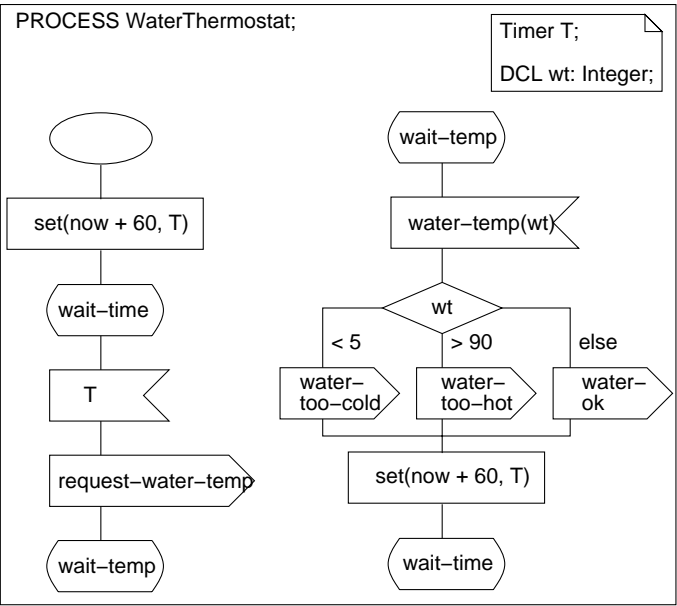 PROCESS WaterThermostat;
Timer T;
DCL wt: Integer;
set(now + 60, T)
wait−time
T
request−water−temp
wait−temp
wait−temp
water−temp(wt)
wt
< 5
> 90
else
water−
too−cold
water−
too−hot
water−
ok
set(now + 60, T)
wait−time